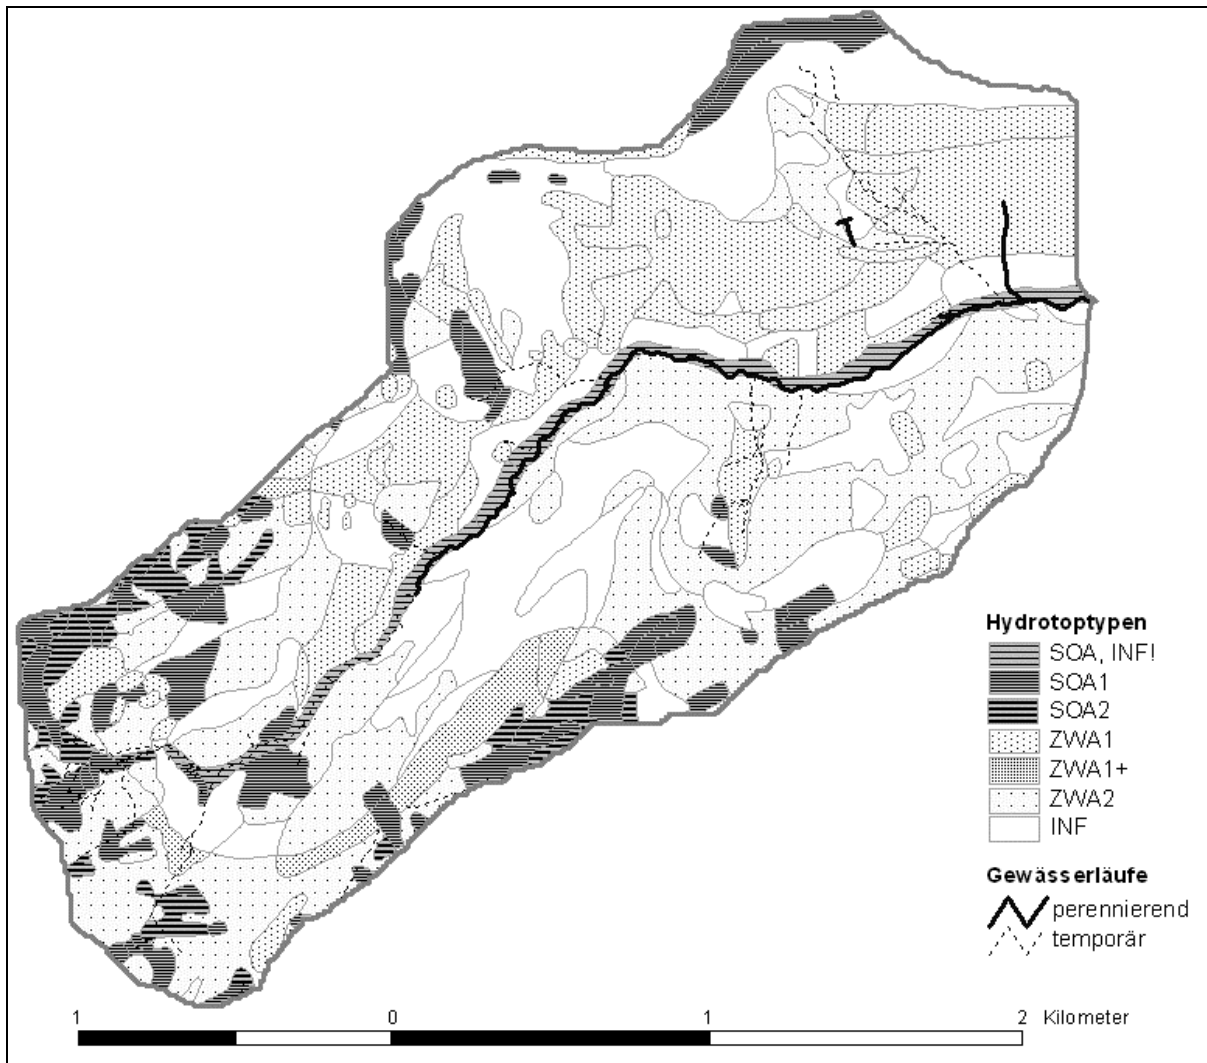 Hydrotoptypen
SOA, INF!
SOA1
SOA2
ZWA1
ZWA1+
ZWA2
INF
Gewässerläufe
perennierend
temporär
1 0 1 2 Kilometer